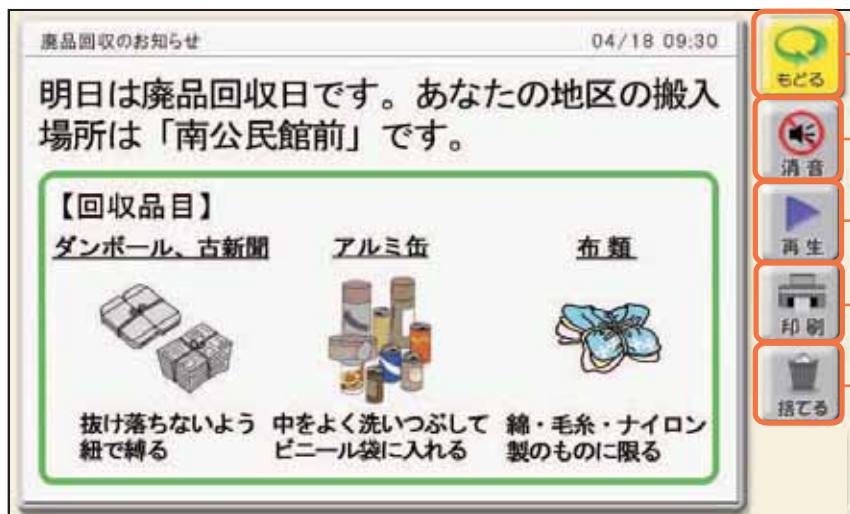 廃品回収のお知らせ 04/18 09:30
明日は廃品回収日です。あなたの地区の搬入
場所は「南公民館前」です。
【回収品目】
ダンボール、古新聞 アルミ缶 布類
抜け落ちないよう 中をよく洗いつぶして 綿・毛糸・ナイロン
紐で縛る ビニール袋に入れる 製のものに限る
もどる
消音
再生
印刷
捨てる